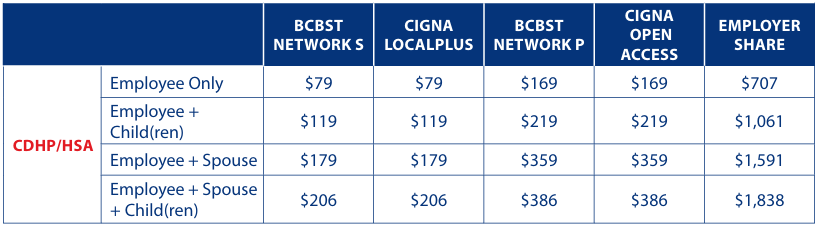 BCBST NETWORK S
CIGNA LOCALPLUS
BCBST NETWORK P
CIGNA OPEN ACCESS
EMPLOYER SHARE
CDHP/HSA
Employee Only $79 $79 $169 $169 $707
Employee + Child(ren) $119 $119 $219 $219 $1,061
Employee + Spouse $179 $179 $359 $359 $1,591
Employee + Spouse + Child(ren) $206 $206 $386 $386 $1,838